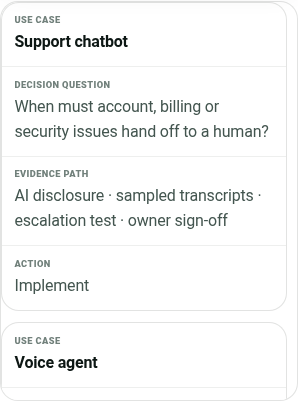 USE CASE
Support chatbot
DECISION QUESTION
When must account, billing or
security issues hand off to a human?
EVIDENCE PATH
AI disclosure · sampled transcripts ·
escalation test · owner sign-off
ACTION
Implement
USE CASE
Voice agent